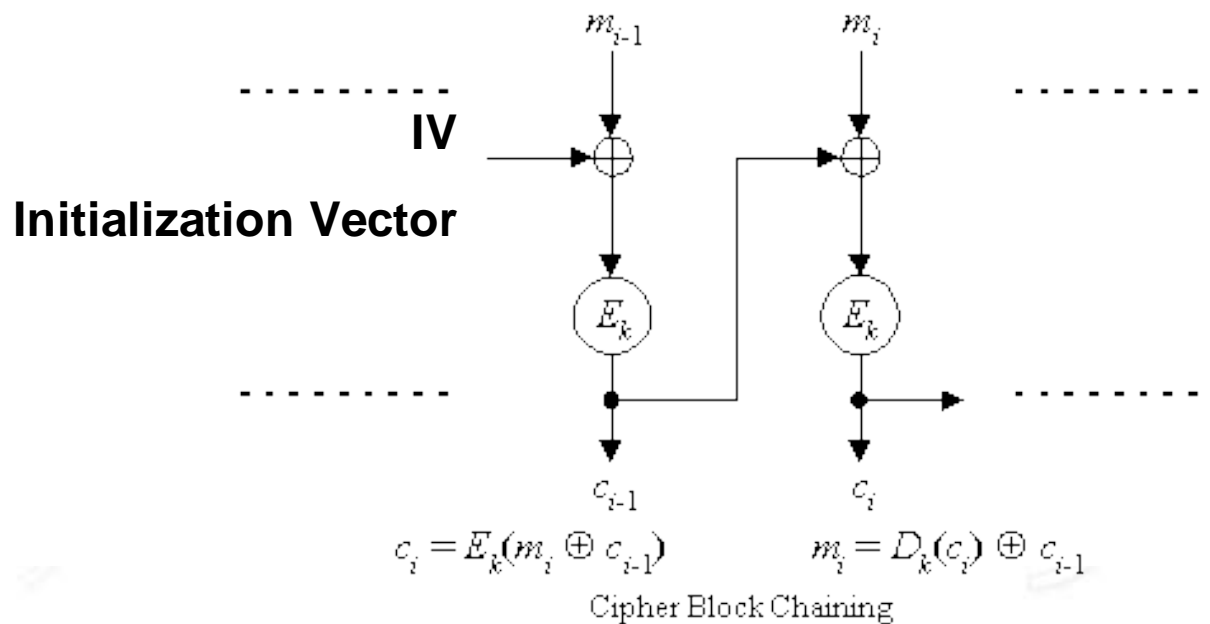 m_{i-1} m_i
IV
Initialization Vector
E_k E_k
c_{i-1} c_i
c_i = E_k(m_i ⊕ c_{i-1}) m_i = D_k(c_i) ⊕ c_{i-1}
Cipher Block Chaining